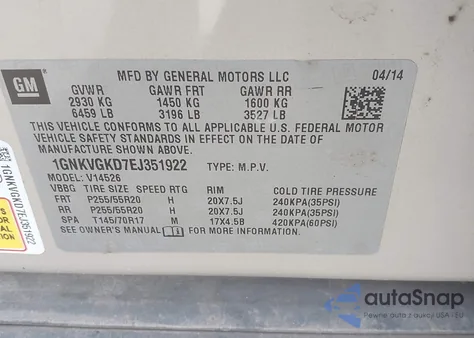 GM
MFD BY GENERAL MOTORS LLC 04/14
GVWR GAWR FRT GAWR RR
2930 KG 1450 KG 1600 KG
6459 LB 3196 LB 3527 LB
THIS VEHICLE CONFORMS TO ALL APPLICABLE U.S. FEDERAL MOTOR
VEHICLE SAFETY STANDARDS IN EFFECT ON THE DATE OF
MANUFACTURE SHOWN ABOVE.
1GNKVGKD7EJ351922 TYPE: M.P.V.
MODEL: V14526
VBBG TIRE SIZE SPEED RTG RIM COLD TIRE PRESSURE
FRT P255/55R20 H 20X7.5J 240KPA(35PSI)
RR P255/55R20 H 20X7.5J 240KPA(35PSI)
SPA T145/70R17 M 17X4.5B 420KPA(60PSI)
SEE OWNER'S MANUAL FOR MORE INFORMATION.
1GNKVGKD7EJ351922
autoSnap
AUTO AUCTIONS USA - EU